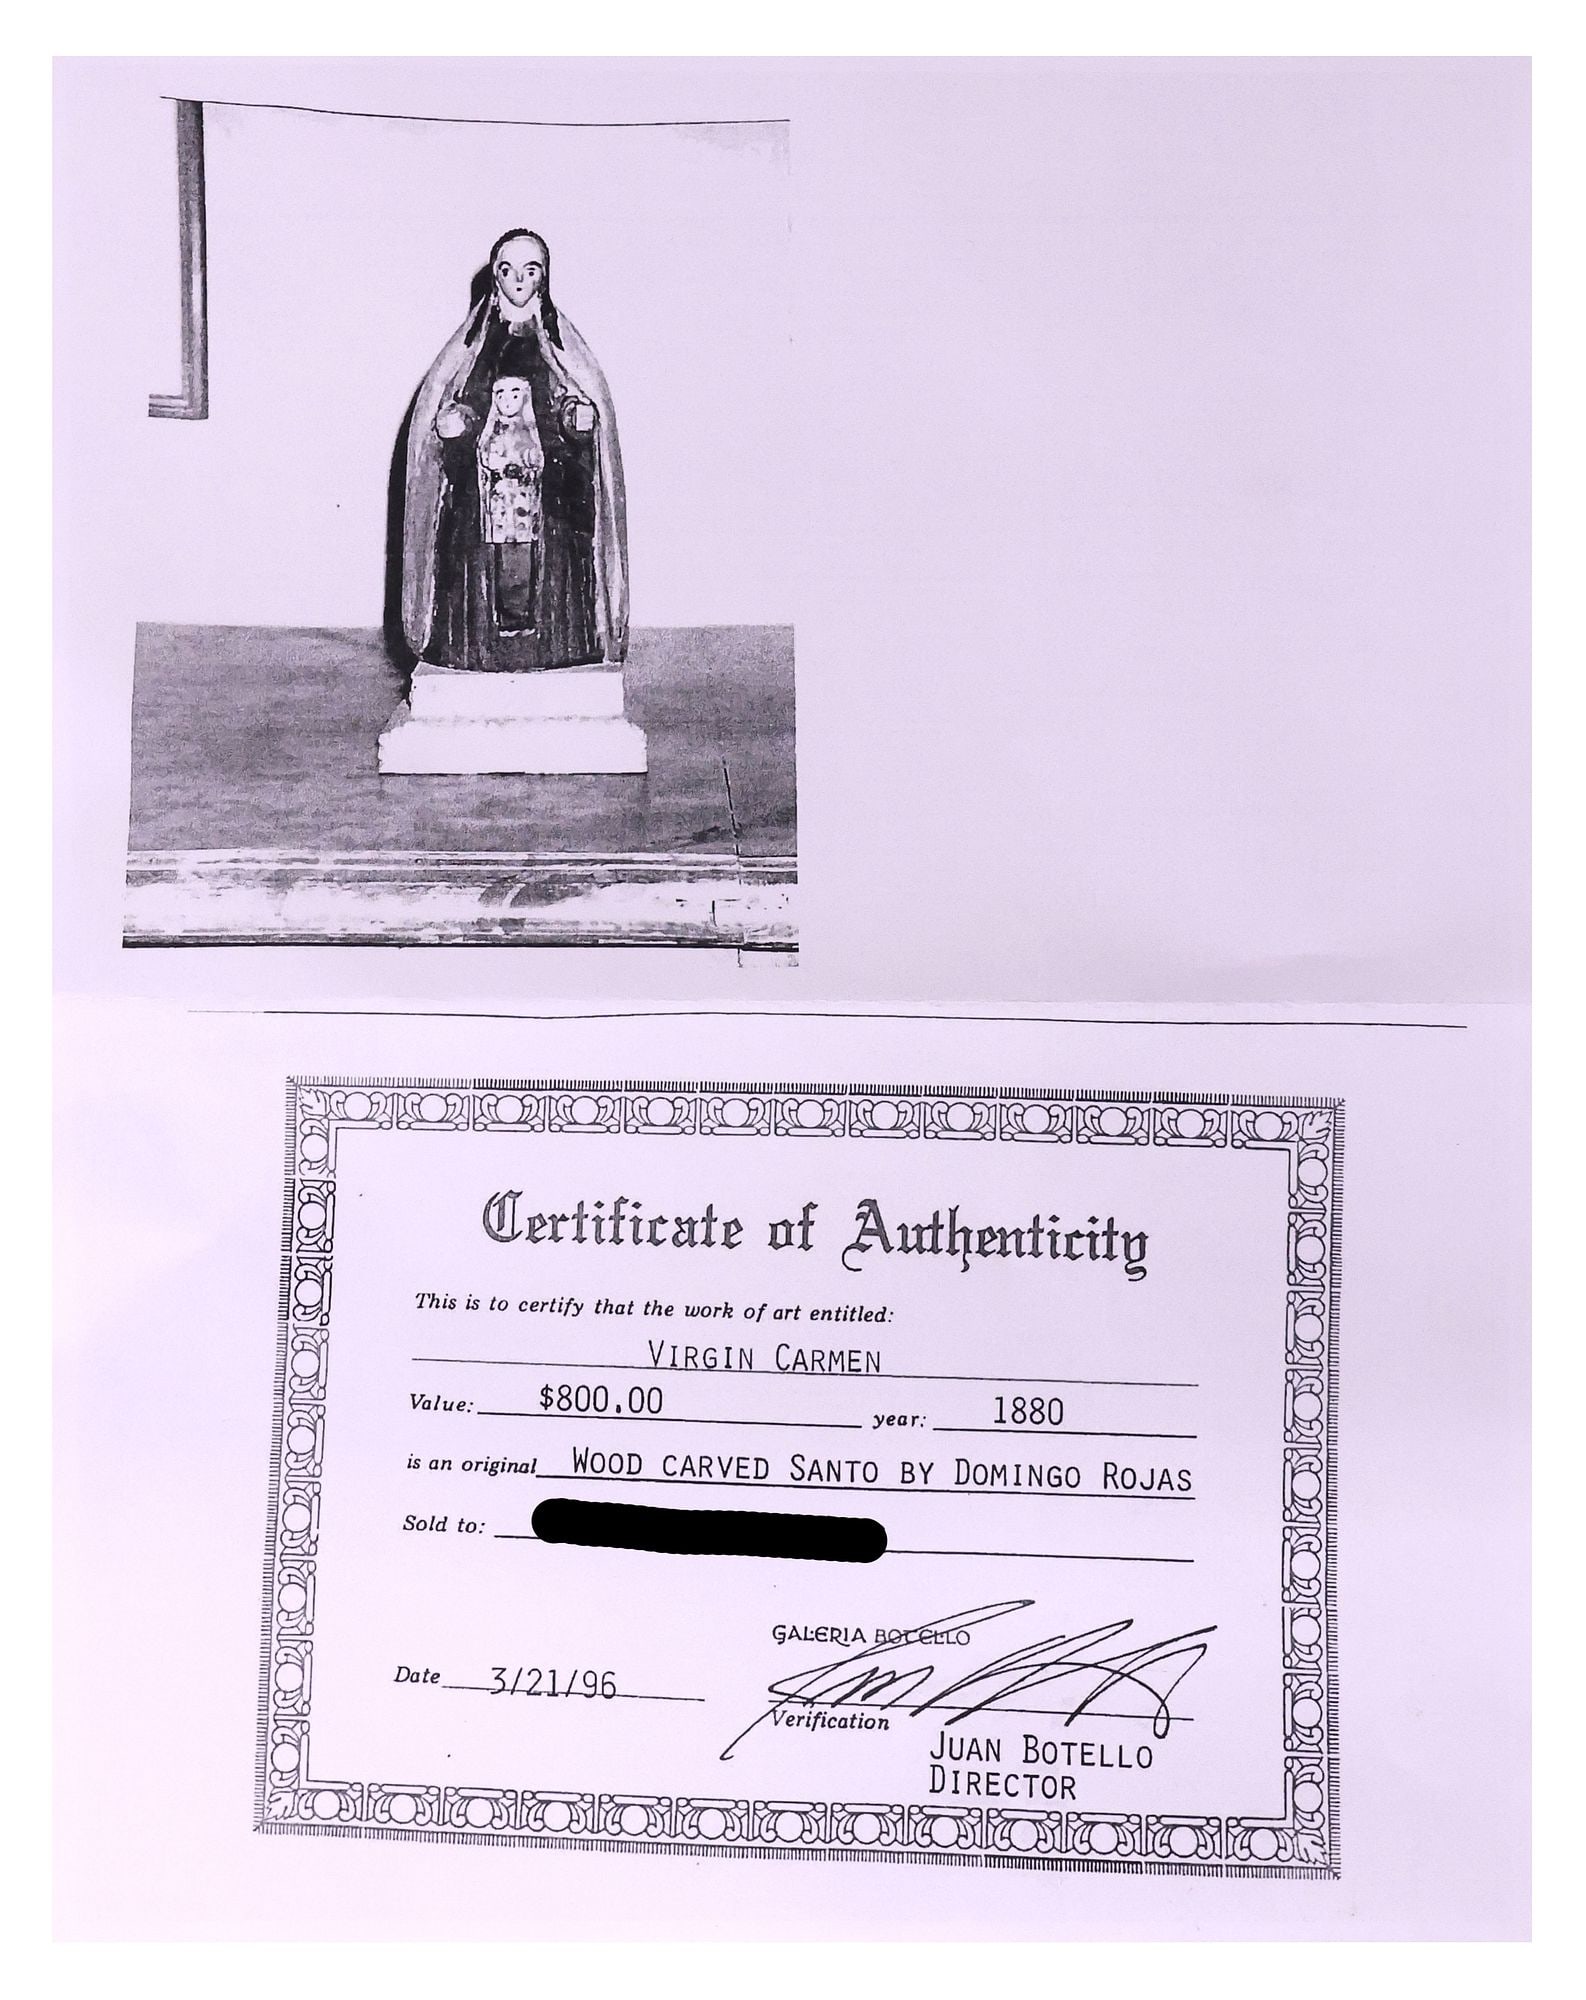 Certificate of Authenticity
This is to certify that the work of art entitled:
VIRGIN CARMEN
Value: $800.00 year: 1880
is an original WOOD CARVED SANTO BY DOMINGO ROJAS
Sold to:
GALERIA BOTELLO
Date 3/21/96
Verification
JUAN BOTELLO
DIRECTOR